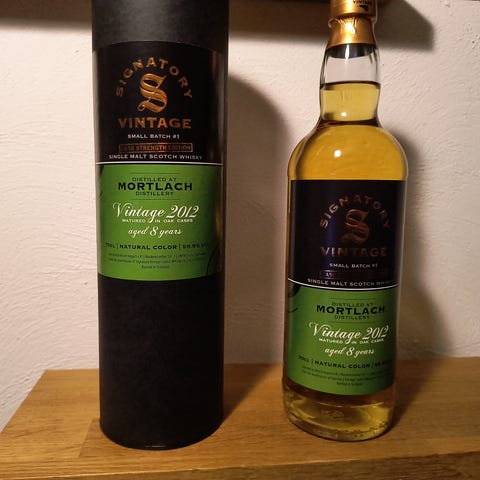 SIGNATORY
S
VINTAGE
SMALL BATCH #1
CASK STRENGTH EDITION
SINGLE MALT SCOTCH WHISKY
DISTILLED AT
MORTLACH
DISTILLERY
Vintage 2012
MATURED IN OAK CASKS
aged 8 years
70CL | NATURAL COLOR |
SIGNATORY
S
VINTAGE
SMALL BATCH #1
SINGLE MALT SCOTCH WHISKY
DISTILLED AT
MORTLACH
DISTILLERY
Vintage 2012
MATURED IN OAK CASKS
aged 8 years
70CL | NATURAL COLOR |